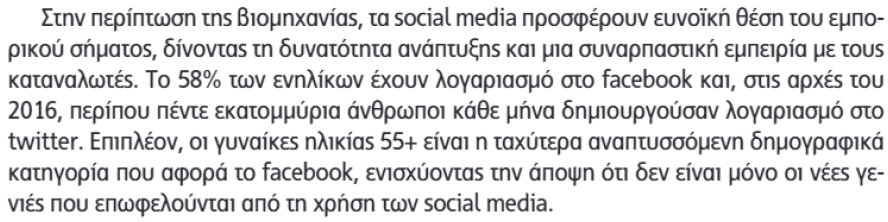 Στην περίπτωση της βιομηχανίας, τα social media προσφέρουν ευνοϊκή θέση του εμπο-
ρικού σήματος, δίνοντας τη δυνατότητα ανάπτυξης και μια συναρπαστική εμπειρία με τους
καταναλωτές. Το 58% των ενηλίκων έχουν λογαριασμό στο facebook και, στις αρχές του
2016, περίπου πέντε εκατομμύρια άνθρωποι κάθε μήνα δημιουργούσαν λογαριασμό στο
twitter. Επιπλέον, οι γυναίκες ηλικίας 55+ είναι η ταχύτερα αναπτυσσόμενη δημογραφικά
κατηγορία που αφορά το facebook, ενισχύοντας την άποψη ότι δεν είναι μόνο οι νέες γε-
νιές που επωφελούνται από τη χρήση των social media.